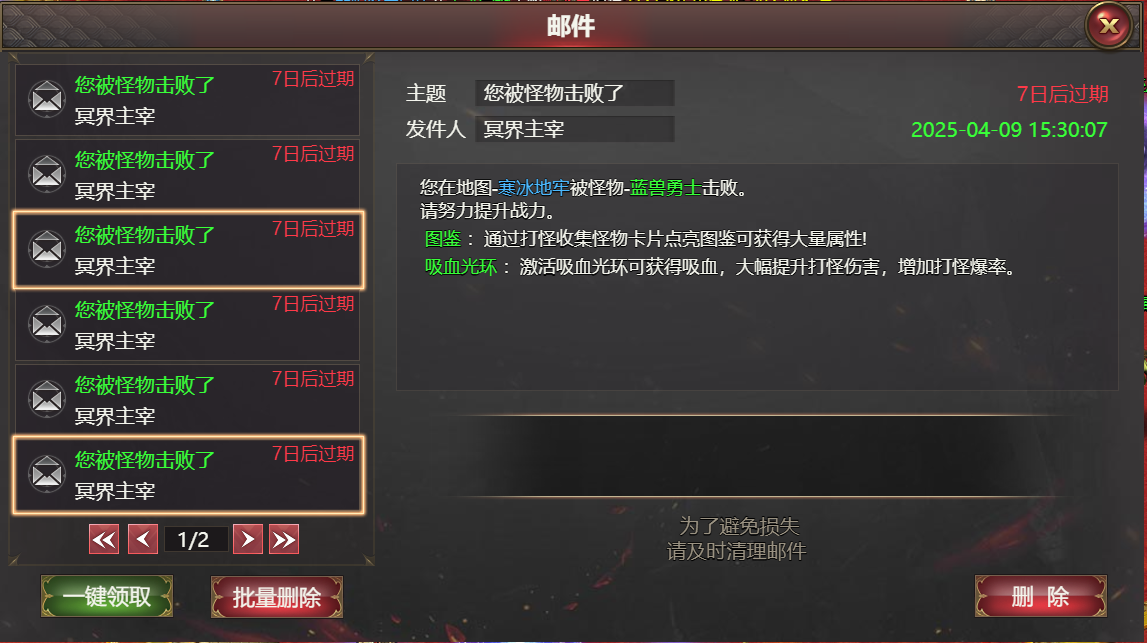 邮件
您被怪物击败了 7日后过期
冥界主宰
您被怪物击败了 7日后过期
冥界主宰
您被怪物击败了 7日后过期
冥界主宰
您被怪物击败了 7日后过期
冥界主宰
您被怪物击败了 7日后过期
冥界主宰
您被怪物击败了 7日后过期
冥界主宰
1/2
一键领取 批量删除
主题 您被怪物击败了 7日后过期
发件人 冥界主宰 2025-04-09 15:30:07
您在地图-寒冰地牢被怪物-蓝兽勇士击败。
请努力提升战力。
图鉴 : 通过打怪收集怪物卡片点亮图鉴可获得大量属性!
吸血光环 : 激活吸血光环可获得吸血，大幅提升打怪伤害，增加打怪爆率。
为了避免损失
请及时清理邮件
删 除